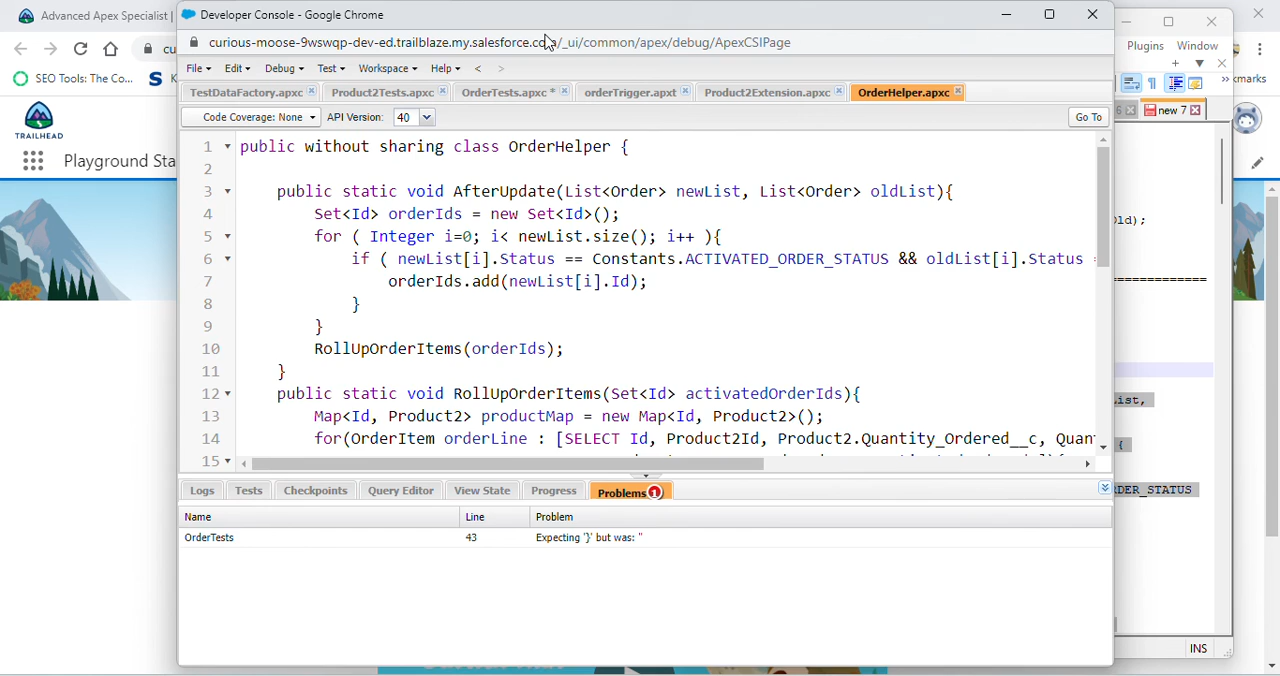 Advanced Apex Specialist |
Developer Console - Google Chrome
curious-moose-9wswqp-dev-ed.trailblaze.my.salesforce.com/_ui/common/apex/debug/ApexCSIPage
cu
Plugins Window
SEO Tools: The Co...
File Edit Debug Test Workspace Help < >
marks
TestDataFactory.apxc Product2Tests.apxc OrderTests.apxc * orderTrigger.apxt Product2Extension.apxc OrderHelper.apxc
6 new 7
Code Coverage: None API Version: 40 Go To
TRAILHEAD
Playground Sta
1 public without sharing class OrderHelper {
2
3 public static void AfterUpdate(List<Order> newList, List<Order> oldList){
4 Set<Id> orderIds = new Set<Id>();
5 for ( Integer i=0; i< newList.size(); i++ ){
6 if ( newList[i].Status == Constants.ACTIVATED_ORDER_STATUS && oldList[i].Status
7 orderIds.add(newList[i].Id);
8 }
9 }
10 RollUpOrderItems(orderIds);
11 }
12 public static void RollUpOrderItems(Set<Id> activatedOrderIds){
13 Map<Id, Product2> productMap = new Map<Id, Product2>();
14 for(OrderItem orderLine : [SELECT Id, Product2Id, Product2.Quantity_Ordered__c, Quan
15
ld);
============
List,
{
RDER_STATUS
Logs Tests Checkpoints Query Editor View State Progress Problems 1
Name Line Problem
OrderTests 43 Expecting '}' but was: "
INS